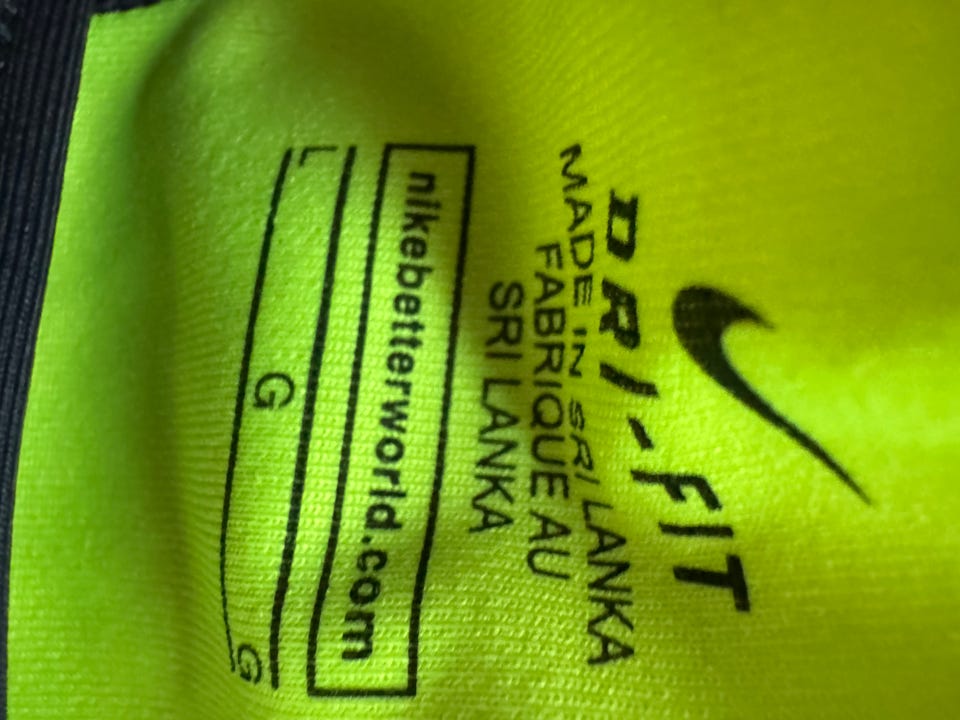 DRI-FIT
MADE IN SRI LANKA
FABRIQUE AU
SRI LANKA
nikebetterworld.com
L G G